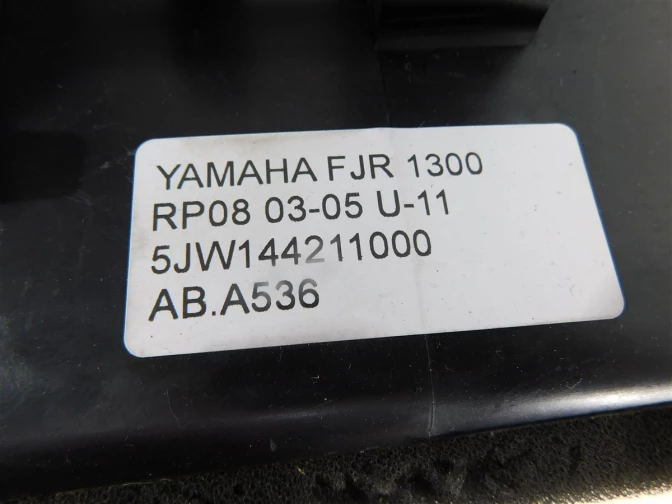 YAMAHA FJR 1300
RP08 03-05 U-11
5JW144211000
AB.A536